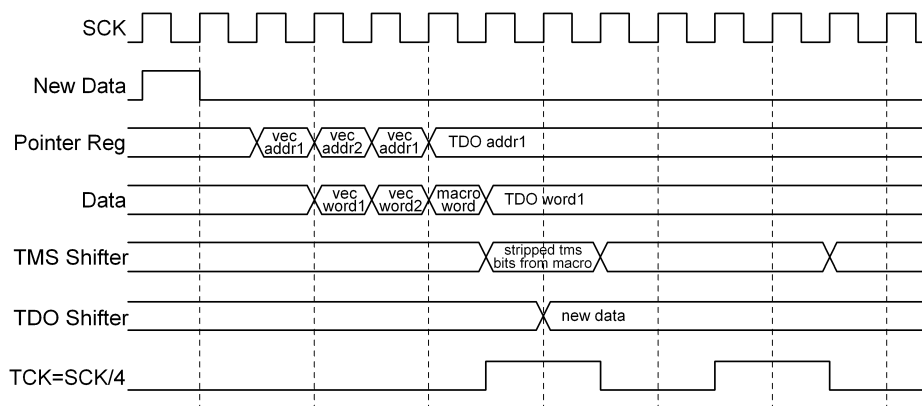 SCK
New Data
Pointer Reg
vec
addr1
vec
addr2
vec
addr1
TDO addr1
Data
vec
word1
vec
word2
macro
word
TDO word1
TMS Shifter
stripped tms
bits from macro
TDO Shifter
new data
TCK=SCK/4